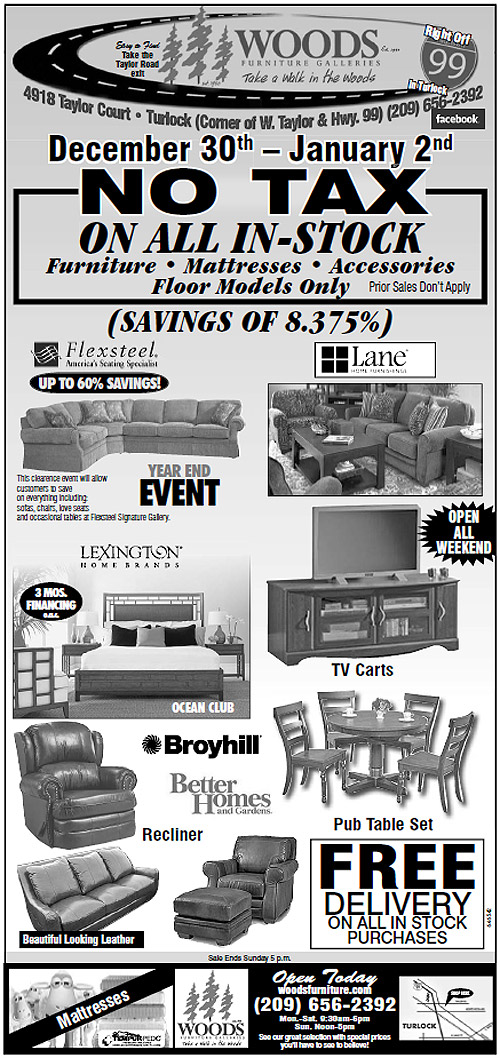 Easy to Find
Take the
Taylor Road
exit
WOODS
FURNITURE GALLERIES
Take a walk in the Woods
Right Off
99
In Turlock
4918 Taylor Court • Turlock (Corner of W. Taylor & Hwy. 99) (209) 656-2392
facebook
December 30th – January 2nd
NO TAX
ON ALL IN-STOCK
Furniture • Mattresses • Accessories
Floor Models Only Prior Sales Don't Apply
(SAVINGS OF 8.375%)
Flexsteel
America's Seating Specialist
UP TO 60% SAVINGS!
Lane
HOME FURNISHINGS
This clearence event will allow
customers to save
on everything including:
sofas, chairs, love seats
and occasional tables at Flexsteel Signature Gallery.
YEAR END
EVENT
OPEN
ALL
WEEKEND
LEXINGTON
HOME BRANDS
3 MOS.
FINANCING
O.A.C.
OCEAN CLUB
TV Carts
Broyhill
Better
Homes
and Gardens
Recliner
Pub Table Set
Beautiful Looking Leather
FREE
DELIVERY
ON ALL IN STOCK
PURCHASES
Sale Ends Sunday 5 p.m.
Mattresses
TEMPUR-PEDIC
WOODS
FURNITURE GALLERIES
Take a walk in the Woods
Open Today
woodsfurniture.com
(209) 656-2392
Mon.-Sat. 9:30am-6pm
Sun. Noon-5pm
See our great selection with special prices
you'll have to see to believe!
SHOP HERE
TURLOCK